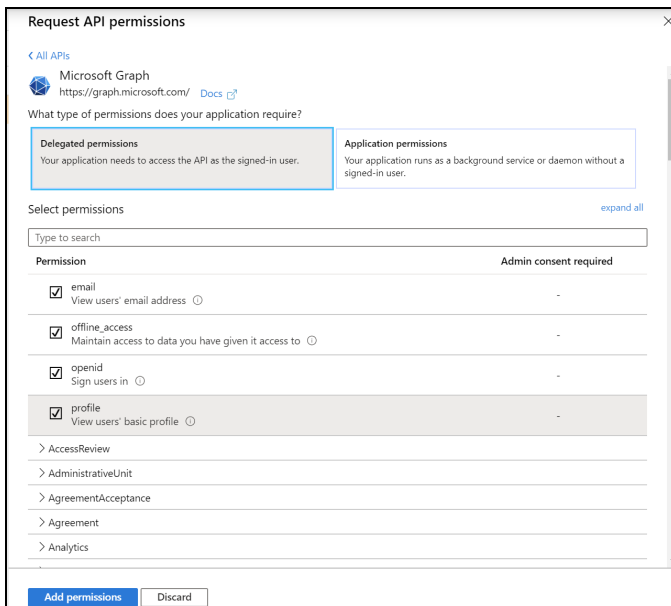 Request API permissions
All APIs
Microsoft Graph
https://graph.microsoft.com/ Docs
What type of permissions does your application require?
Delegated permissions
Your application needs to access the API as the signed-in user.
Application permissions
Your application runs as a background service or daemon without a
signed-in user.
Select permissions
expand all
Type to search
Permission
Admin consent required
email
View users' email address
-
offline_access
Maintain access to data you have given it access to
-
openid
Sign users in
-
profile
View users' basic profile
-
AccessReview
AdministrativeUnit
AgreementAcceptance
Agreement
Analytics
Add permissions
Discard